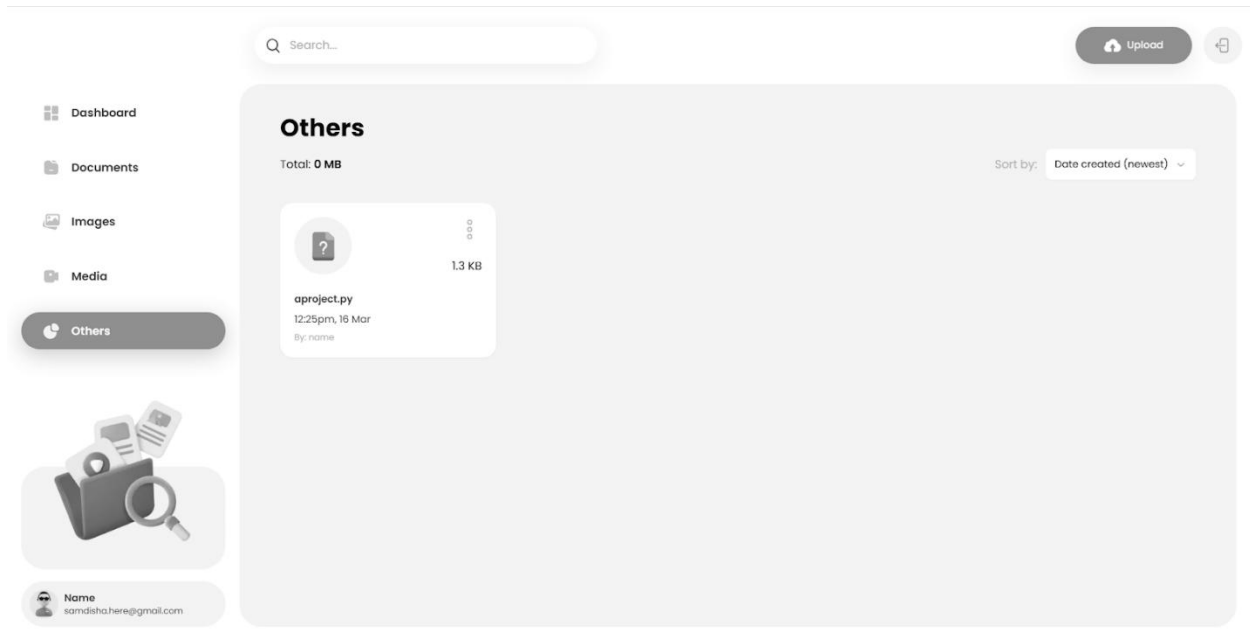 Search...
Upload
Dashboard
Documents
Images
Media
Others
Others
Total: 0 MB
Sort by: Date created (newest)
?
1.3 KB
aproject.py
12:25pm, 16 Mar
By: name
Name
samdisha.here@gmail.com